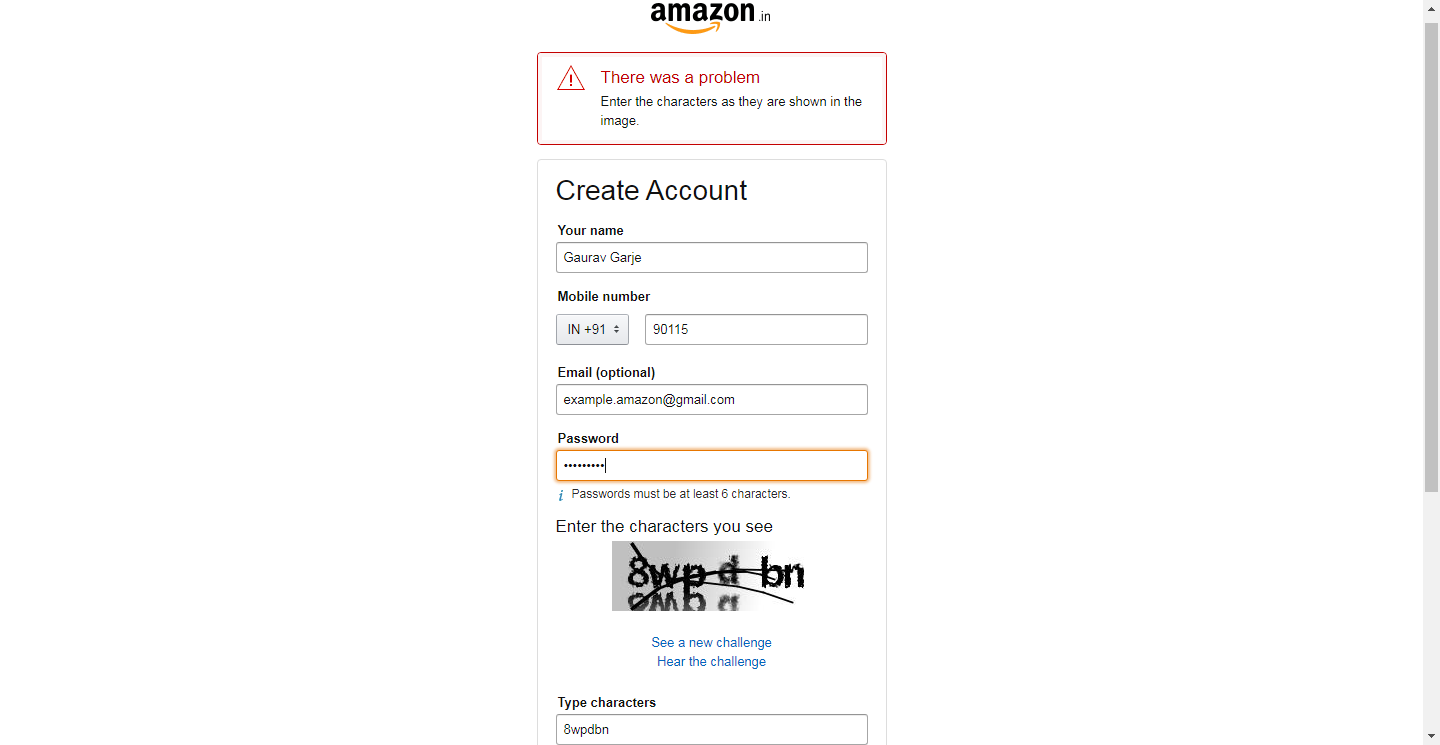 amazon.in
There was a problem
Enter the characters as they are shown in the
image.
Create Account
Your name
Gaurav Garje
Mobile number
IN +91
90115
Email (optional)
example.amazon@gmail.com
Password
•••••••••
i Passwords must be at least 6 characters.
Enter the characters you see
8wpdbn
See a new challenge
Hear the challenge
Type characters
8wpdbn